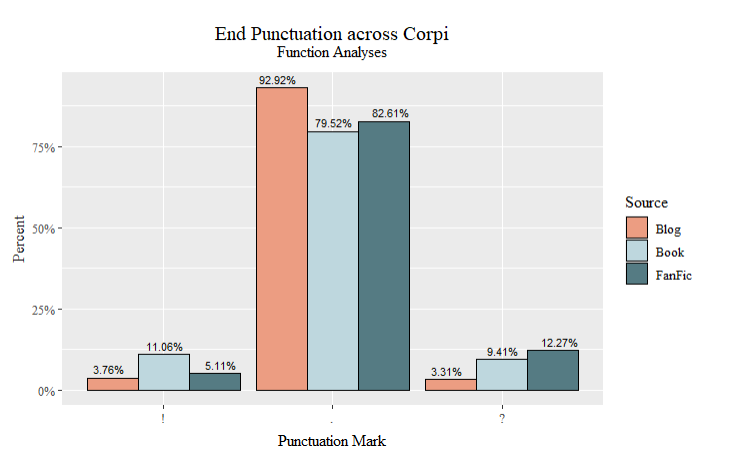 End Punctuation across Corpi
Function Analyses
92.92%
82.61%
79.52%
75%
Source
Blog
Percent
50%
Book
FanFic
25%
11.06%
12.27%
9.41%
3.76%
5.11%
3.31%
0%
! . ?
Punctuation Mark